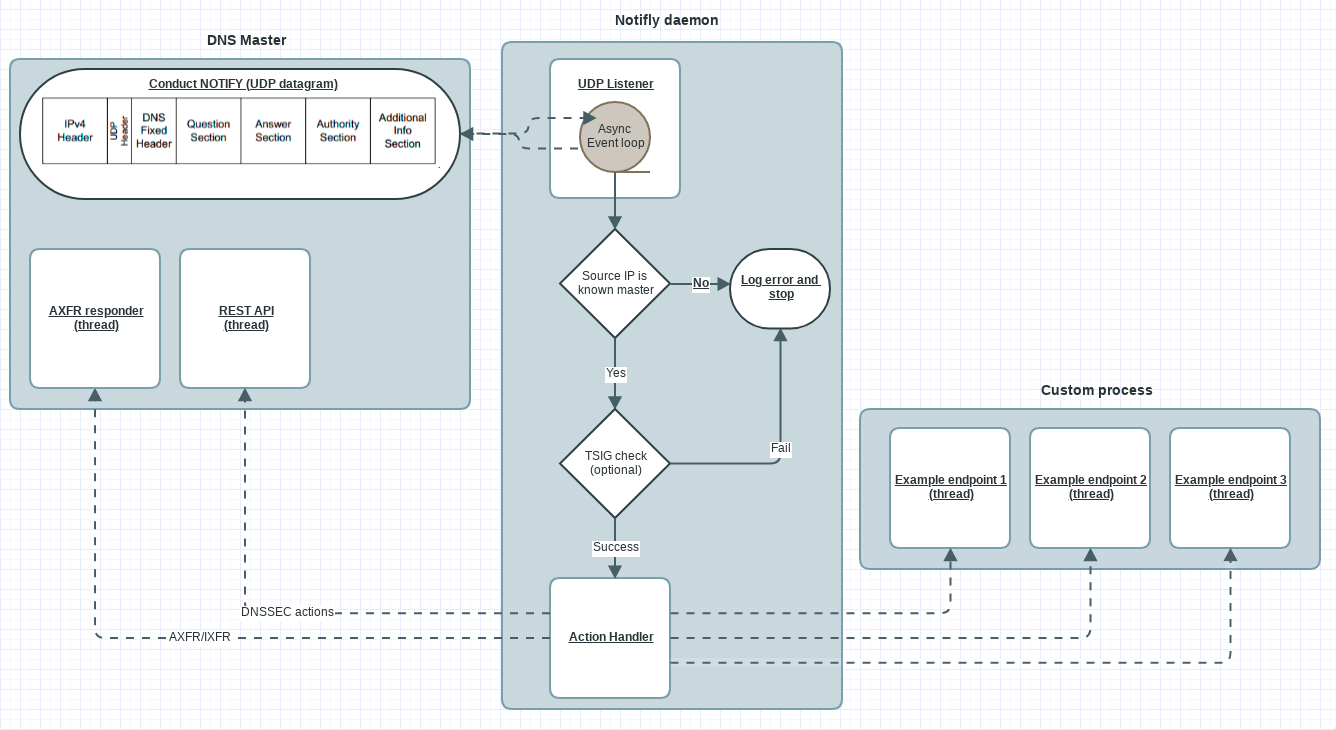 Notifly daemon
DNS Master
Conduct NOTIFY (UDP datagram)
IPv4
Header
UDP
Header
DNS
Fixed
Header
Question
Section
Answer
Section
Authority
Section
Additional
Info
Section
UDP Listener
Async
Event loop
AXFR responder
(thread)
REST API
(thread)
Source IP is
known master
No
Log error and
stop
Yes
TSIG check
(optional)
Fail
Success
Action Handler
DNSSEC actions
AXFR/IXFR
Custom process
Example endpoint 1
(thread)
Example endpoint 2
(thread)
Example endpoint 3
(thread)